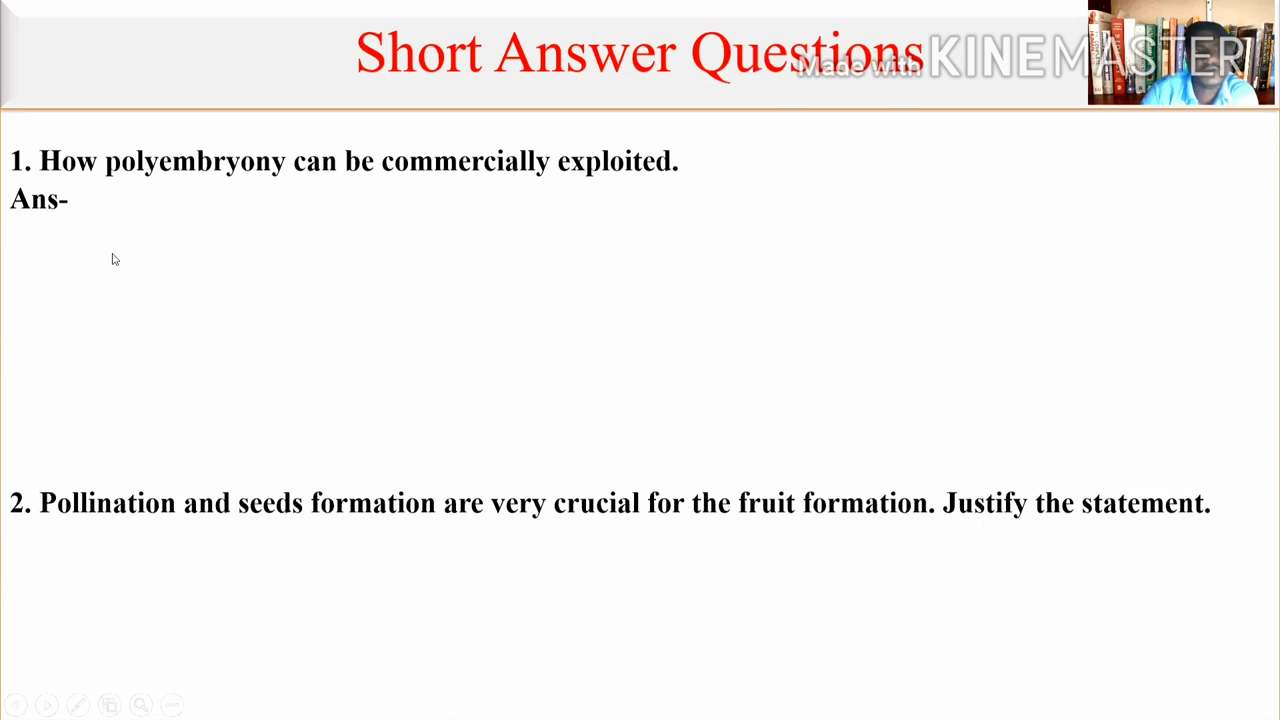 Short Answer Questions
Made with KINEMASTER
1. How polyembryony can be commercially exploited.
Ans-
2. Pollination and seeds formation are very crucial for the fruit formation. Justify the statement.